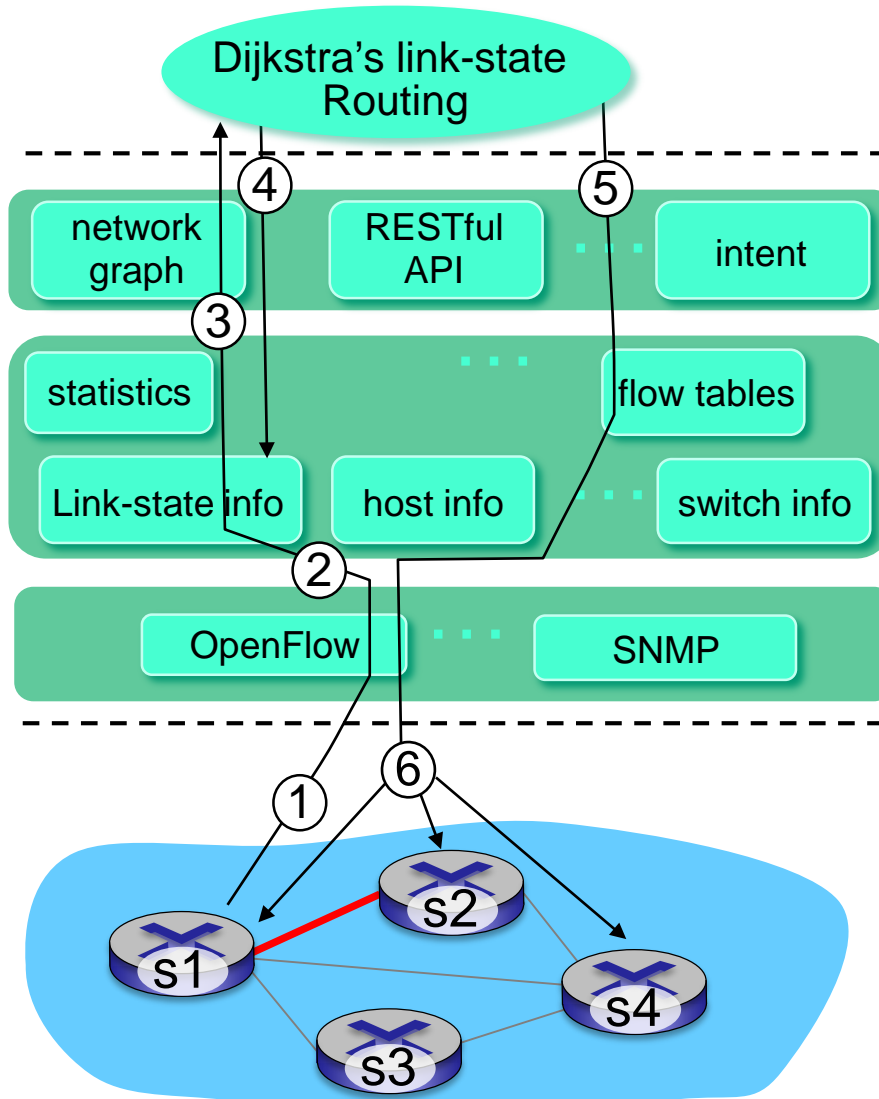 Dijkstra's link-state
Routing
4
5
network
graph
RESTful
API
. . .
intent
3
statistics
. . .
flow tables
Link-state info
host info
. . .
switch info
2
OpenFlow
. . .
SNMP
1
6
s2
s1
s4
s3